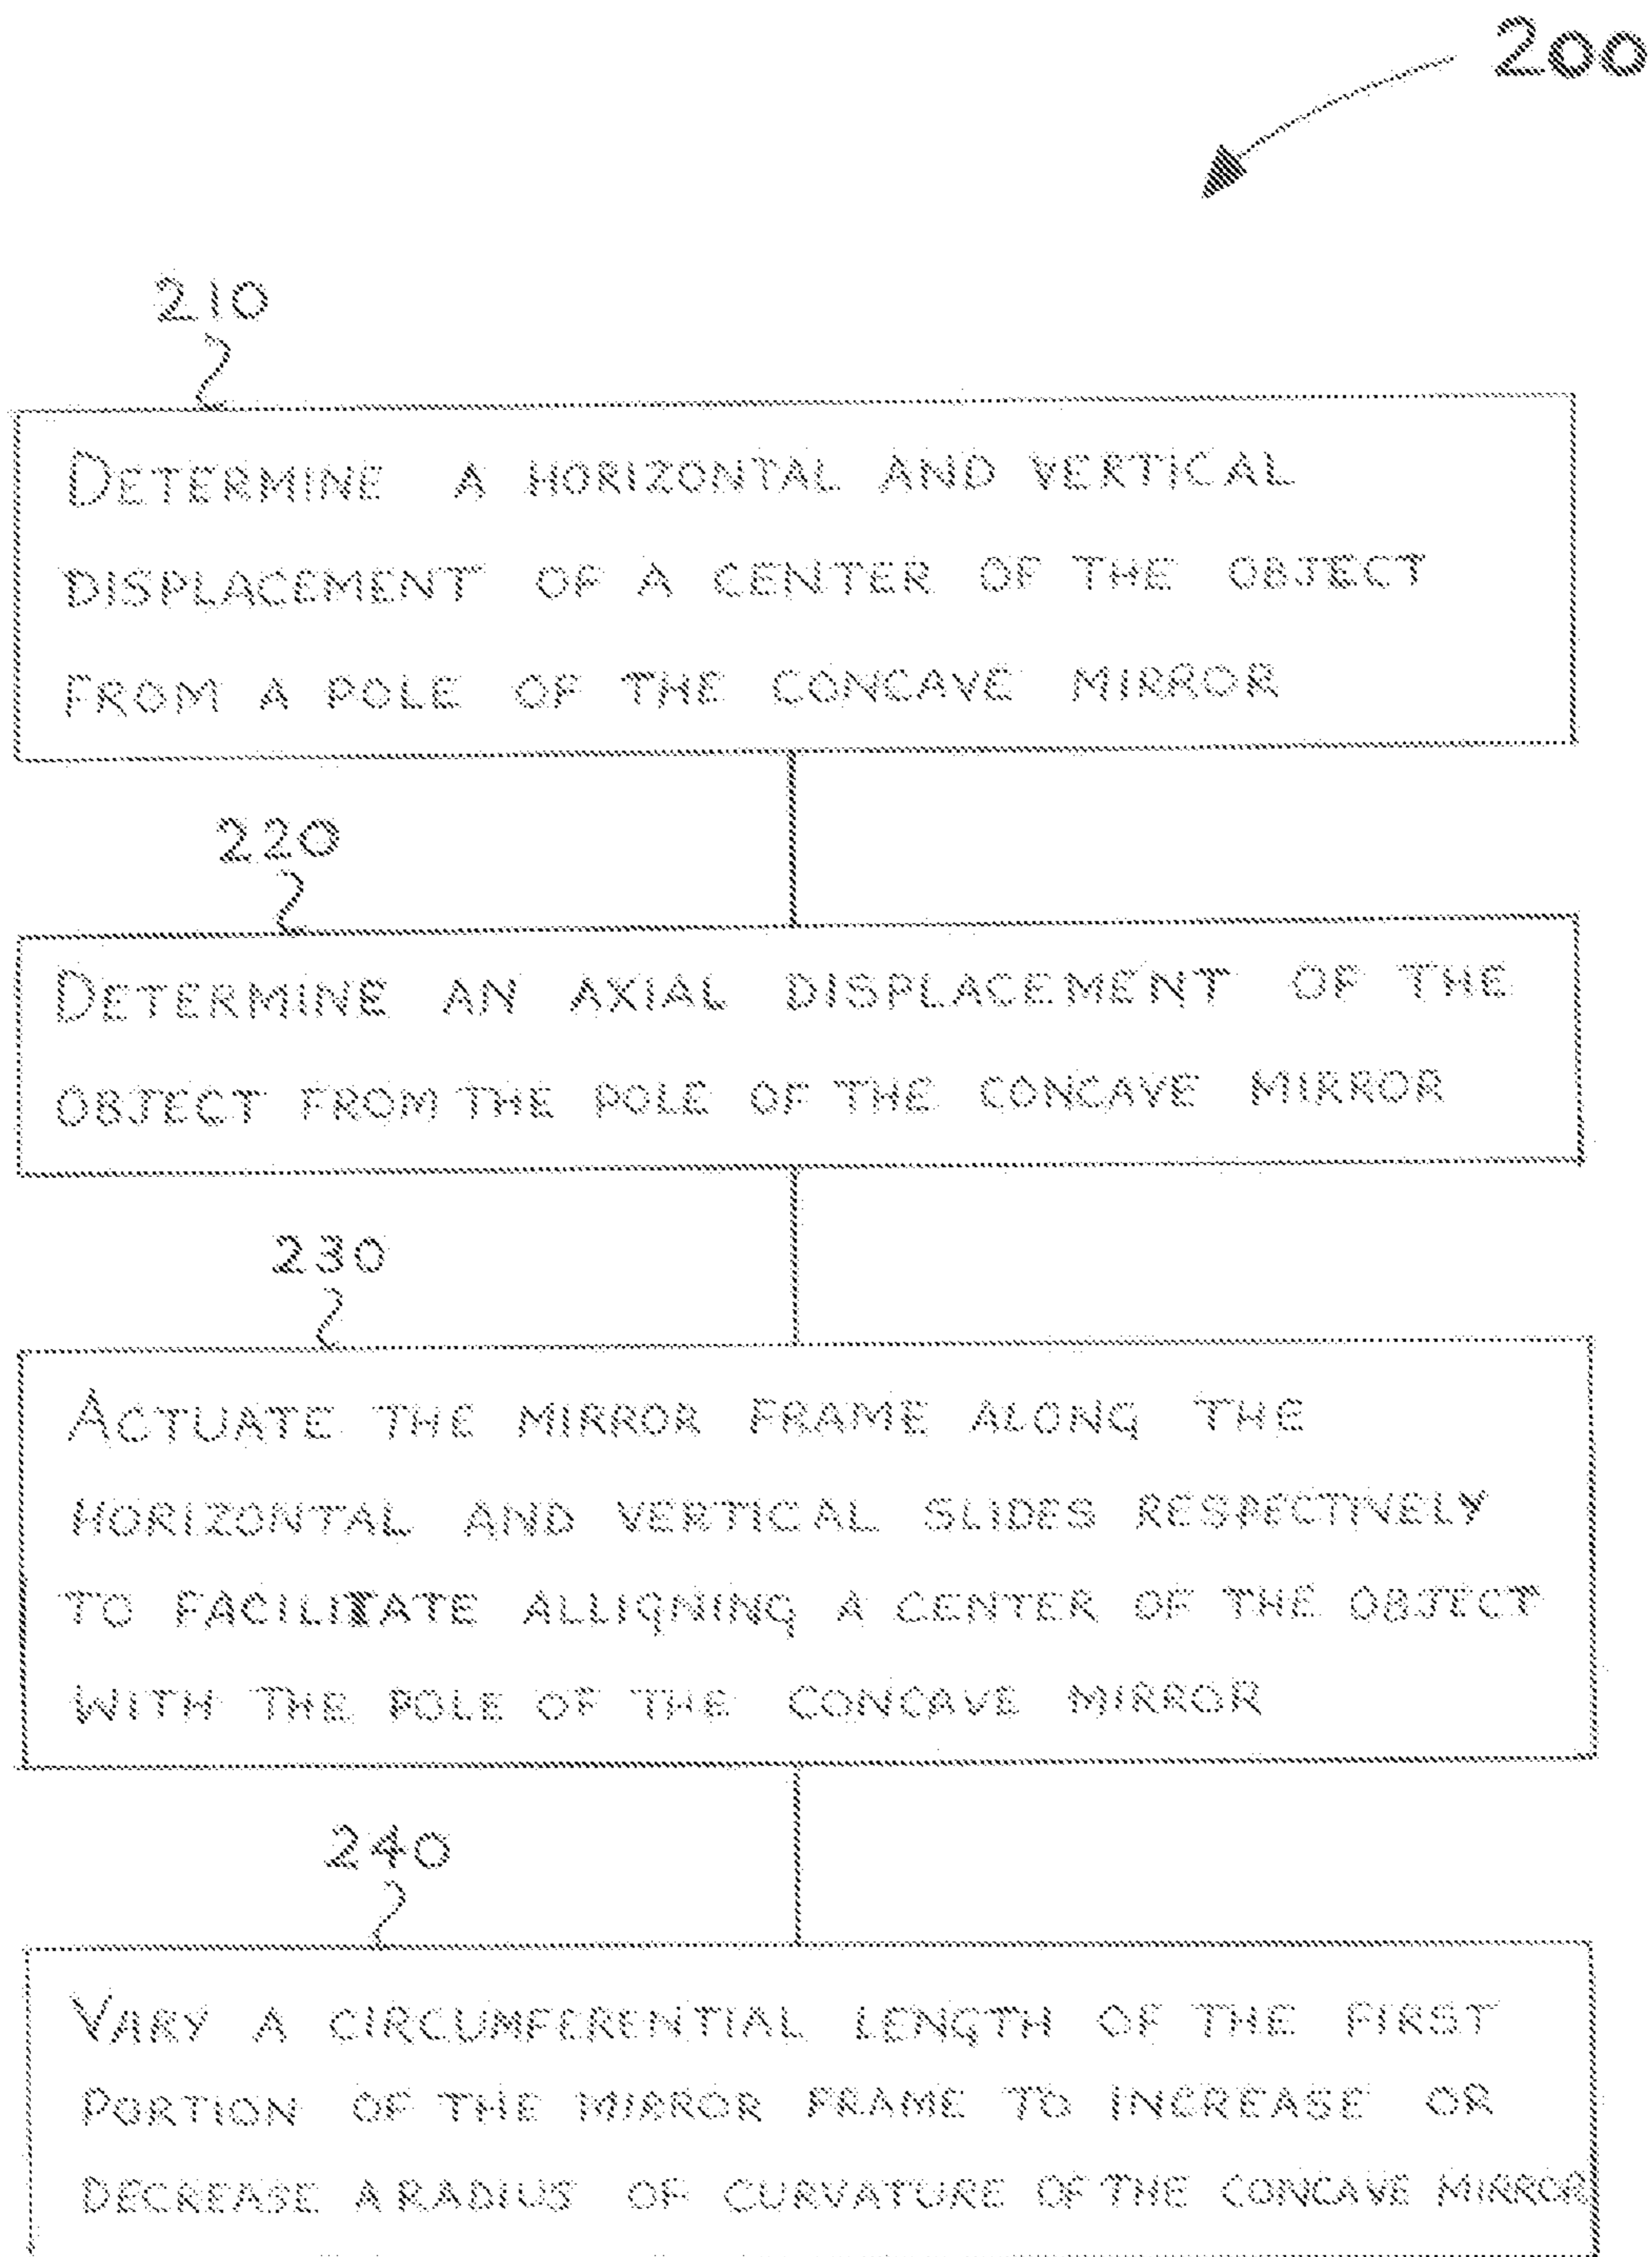 200
210
DETERMINE A HORIZONTAL AND VERTICAL
DISPLACEMENT OF A CENTER OF THE OBJECT
FROM A POLE OF THE CONCAVE MIRROR
220
DETERMINE AN AXIAL DISPLACEMENT OF THE
OBJECT FROM THE POLE OF THE CONCAVE MIRROR
230
ACTUATE THE MIRROR FRAME ALONG THE
HORIZONTAL AND VERTICAL SLIDES RESPECTIVELY
TO FACILITATE ALLIGNING A CENTER OF THE OBJECT
WITH THE POLE OF THE CONCAVE MIRROR
240
VARY A CIRCUMFERENTIAL LENGTH OF THE FIRST
PORTION OF THE MIRROR FRAME TO INCREASE OR
DECREASE A RADIUS OF CURVATURE OF THE CONCAVE MIRROR